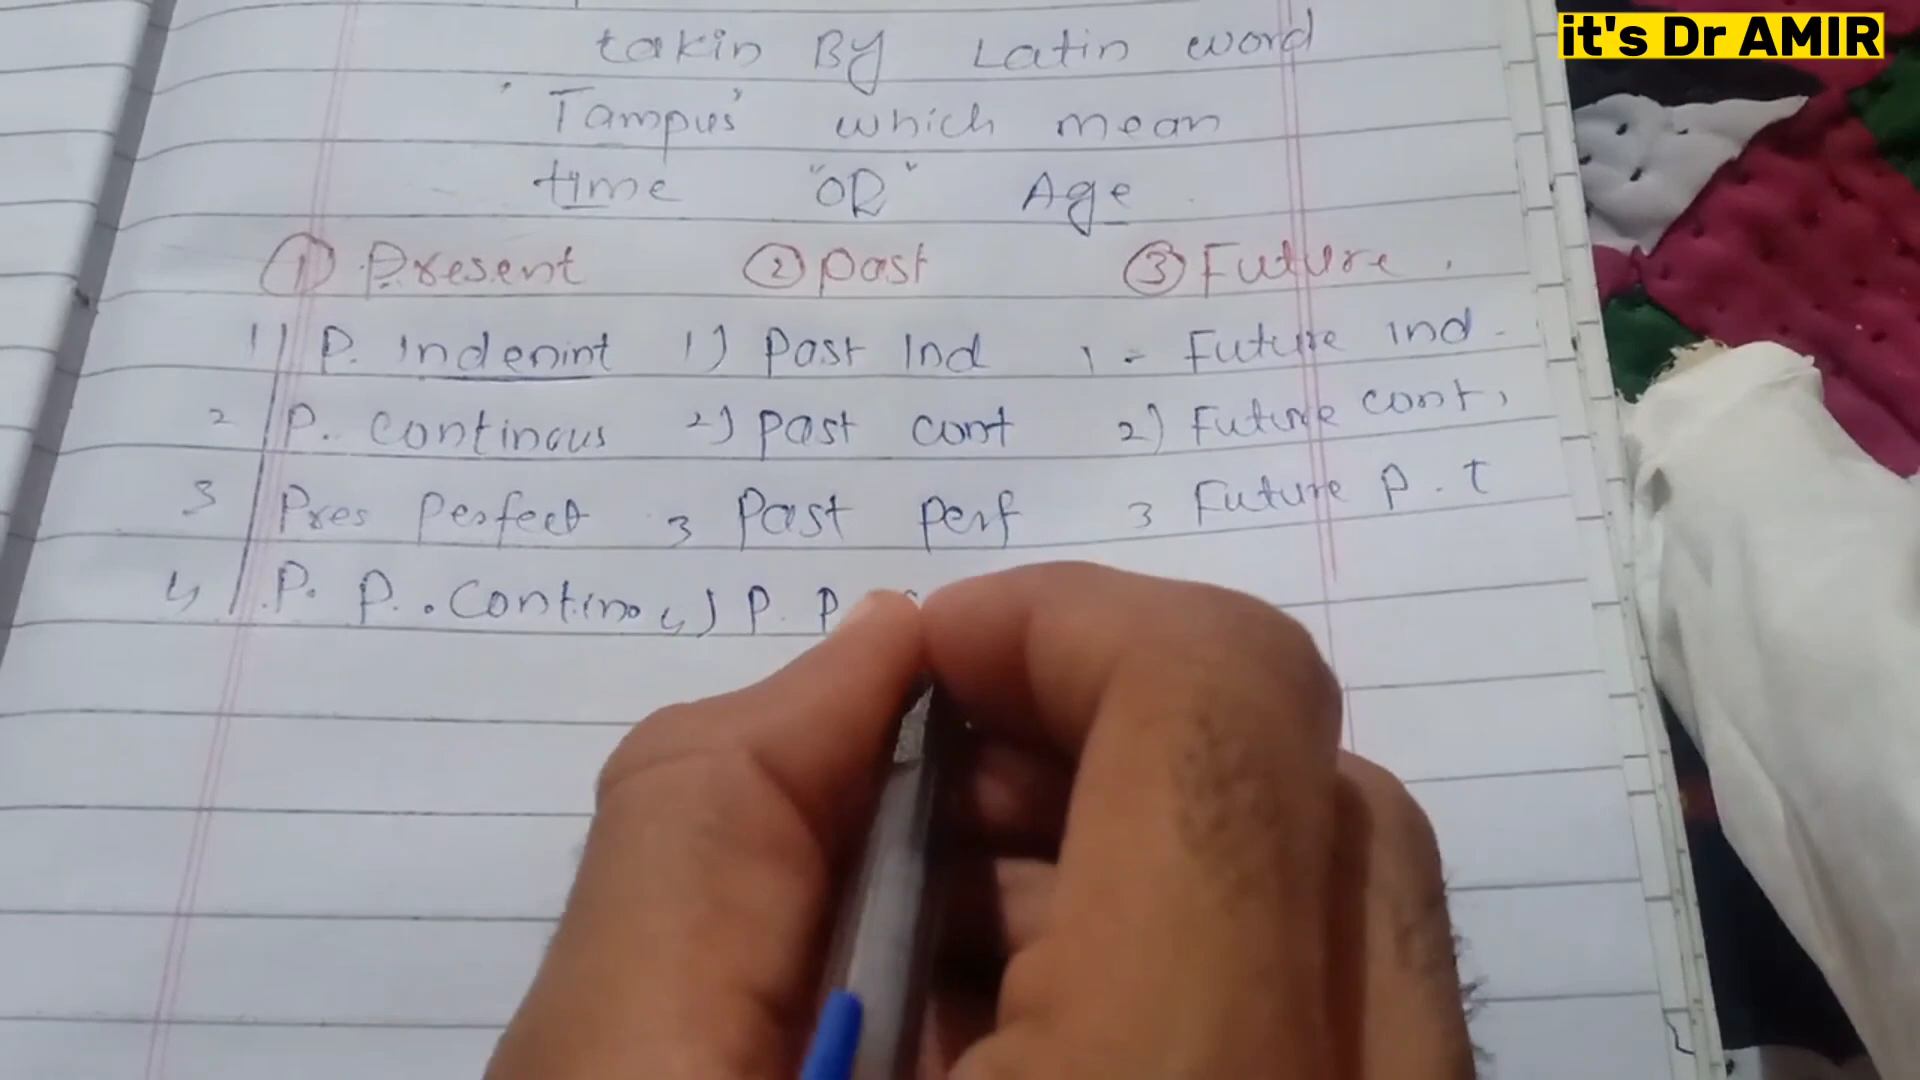 it's Dr AMIR
takin By Latin word
'Tampus' which mean
time "OR" Age
① Present ② past ③ Future.
1) P. indenint 1) Past Ind 1 - Future ind -
2 P. continous 2) past cont 2) Future cont,
3 Pres perfect 3 Past perf 3 Future P. T
4 P. P. . Contino 4) P. P